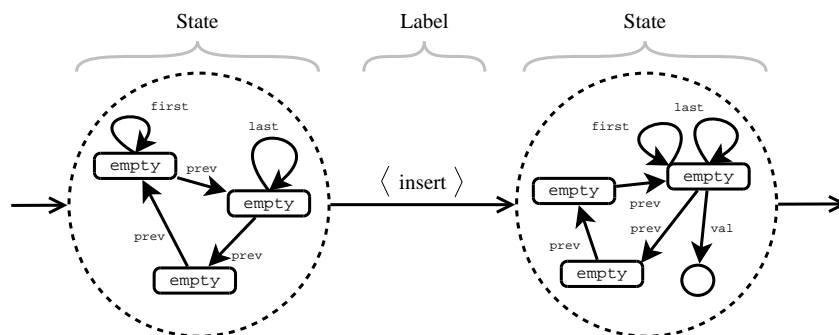 State
Label
State
first
last
last
first
empty
prev
empty
empty
⟨ insert ⟩
empty
prev
prev
prev
prev
val
prev
empty
empty